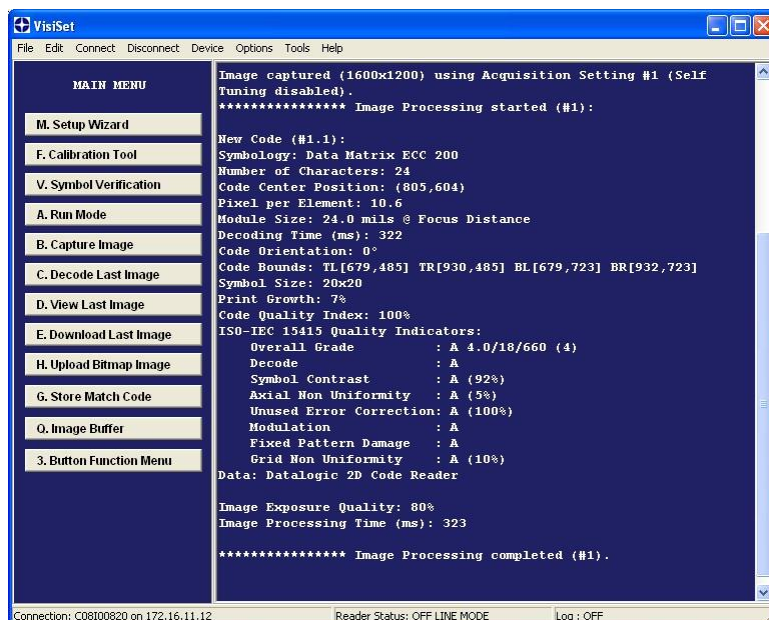 VisiSet
File Edit Connect Disconnect Device Options Tools Help
MAIN MENU
M. Setup Wizard
F. Calibration Tool
V. Symbol Verification
A. Run Mode
B. Capture Image
C. Decode Last Image
D. View Last Image
E. Download Last Image
H. Upload Bitmap Image
G. Store Match Code
Q. Image Buffer
3. Button Function Menu
Image captured (1600x1200) using Acquisition Setting #1 (Self
Tuning disabled).
**************** Image Processing started (#1):
New Code (#1.1):
Symbology: Data Matrix ECC 200
Number of Characters: 24
Code Center Position: (805,604)
Pixel per Element: 10.6
Module Size: 24.0 mils @ Focus Distance
Decoding Time (ms): 322
Code Orientation: 0°
Code Bounds: TL[679,485] TR[930,485] BL[679,723] BR[932,723]
Symbol Size: 20x20
Print Growth: 7%
Code Quality Index: 100%
ISO-IEC 15415 Quality Indicators:
Overall Grade : A 4.0/18/660 (4)
Decode : A
Symbol Contrast : A (92%)
Axial Non Uniformity : A (5%)
Unused Error Correction: A (100%)
Modulation : A
Fixed Pattern Damage : A
Grid Non Uniformity : A (10%)
Data: Datalogic 2D Code Reader
Image Exposure Quality: 80%
Image Processing Time (ms): 323
**************** Image Processing completed (#1).
Connection: C08I00820 on 172.16.11.12 Reader Status: OFF LINE MODE Log : OFF